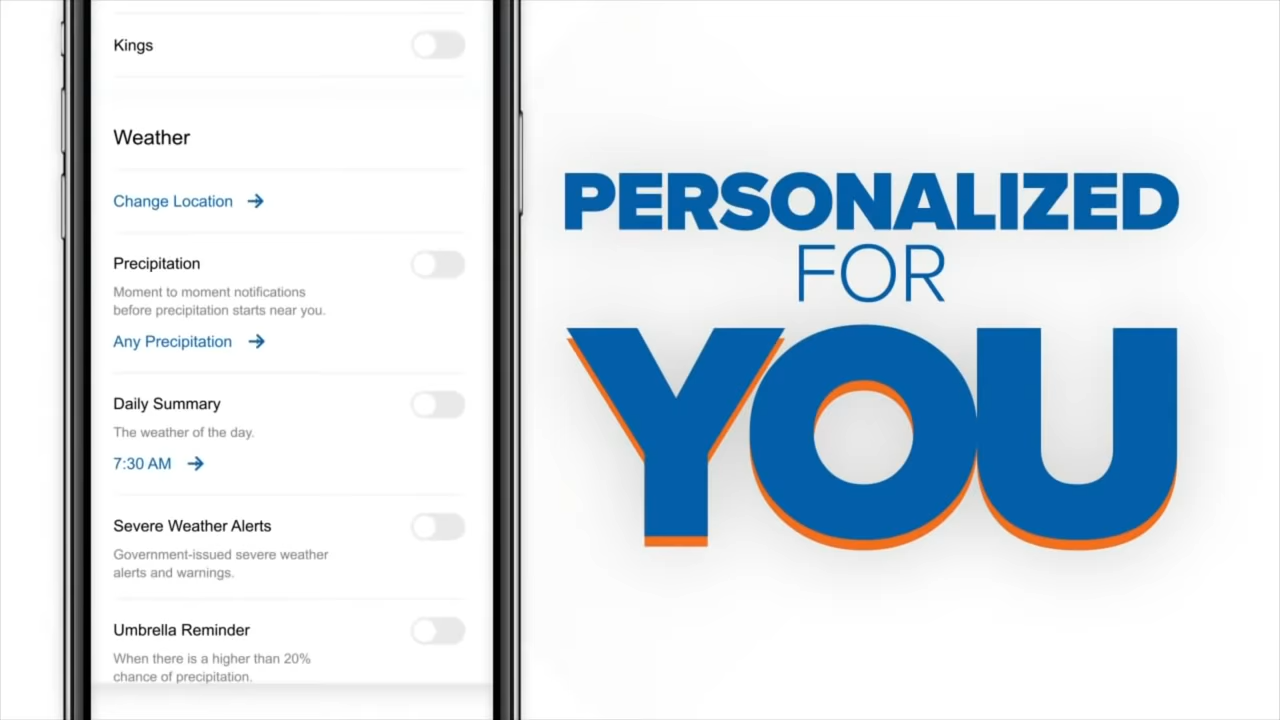 Kings
Weather
Change Location
Precipitation
Moment to moment notifications
before precipitation starts near you.
Any Precipitation
Daily Summary
The weather of the day.
7:30 AM
Severe Weather Alerts
Government-issued severe weather
alerts and warnings.
Umbrella Reminder
When there is a higher than 20%
chance of precipitation.
PERSONALIZED
FOR
YOU